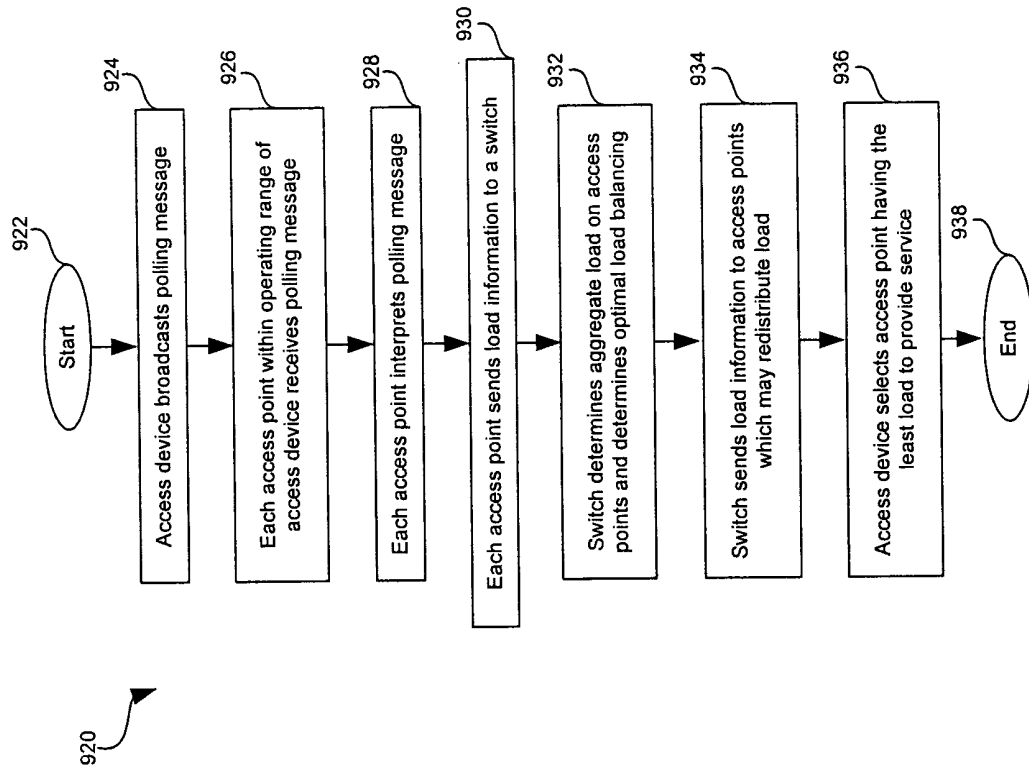 920
922
Start
924
Access device broadcasts polling message
926
Each access point within operating range of
access device receives polling message
928
Each access point interprets polling message
930
Each access point sends load information to a switch
932
Switch determines aggregate load on access
points and determines optimal load balancing
934
Switch sends load information to access points
which may redistribute load
936
Access device selects access point having the
least load to provide service
938
End